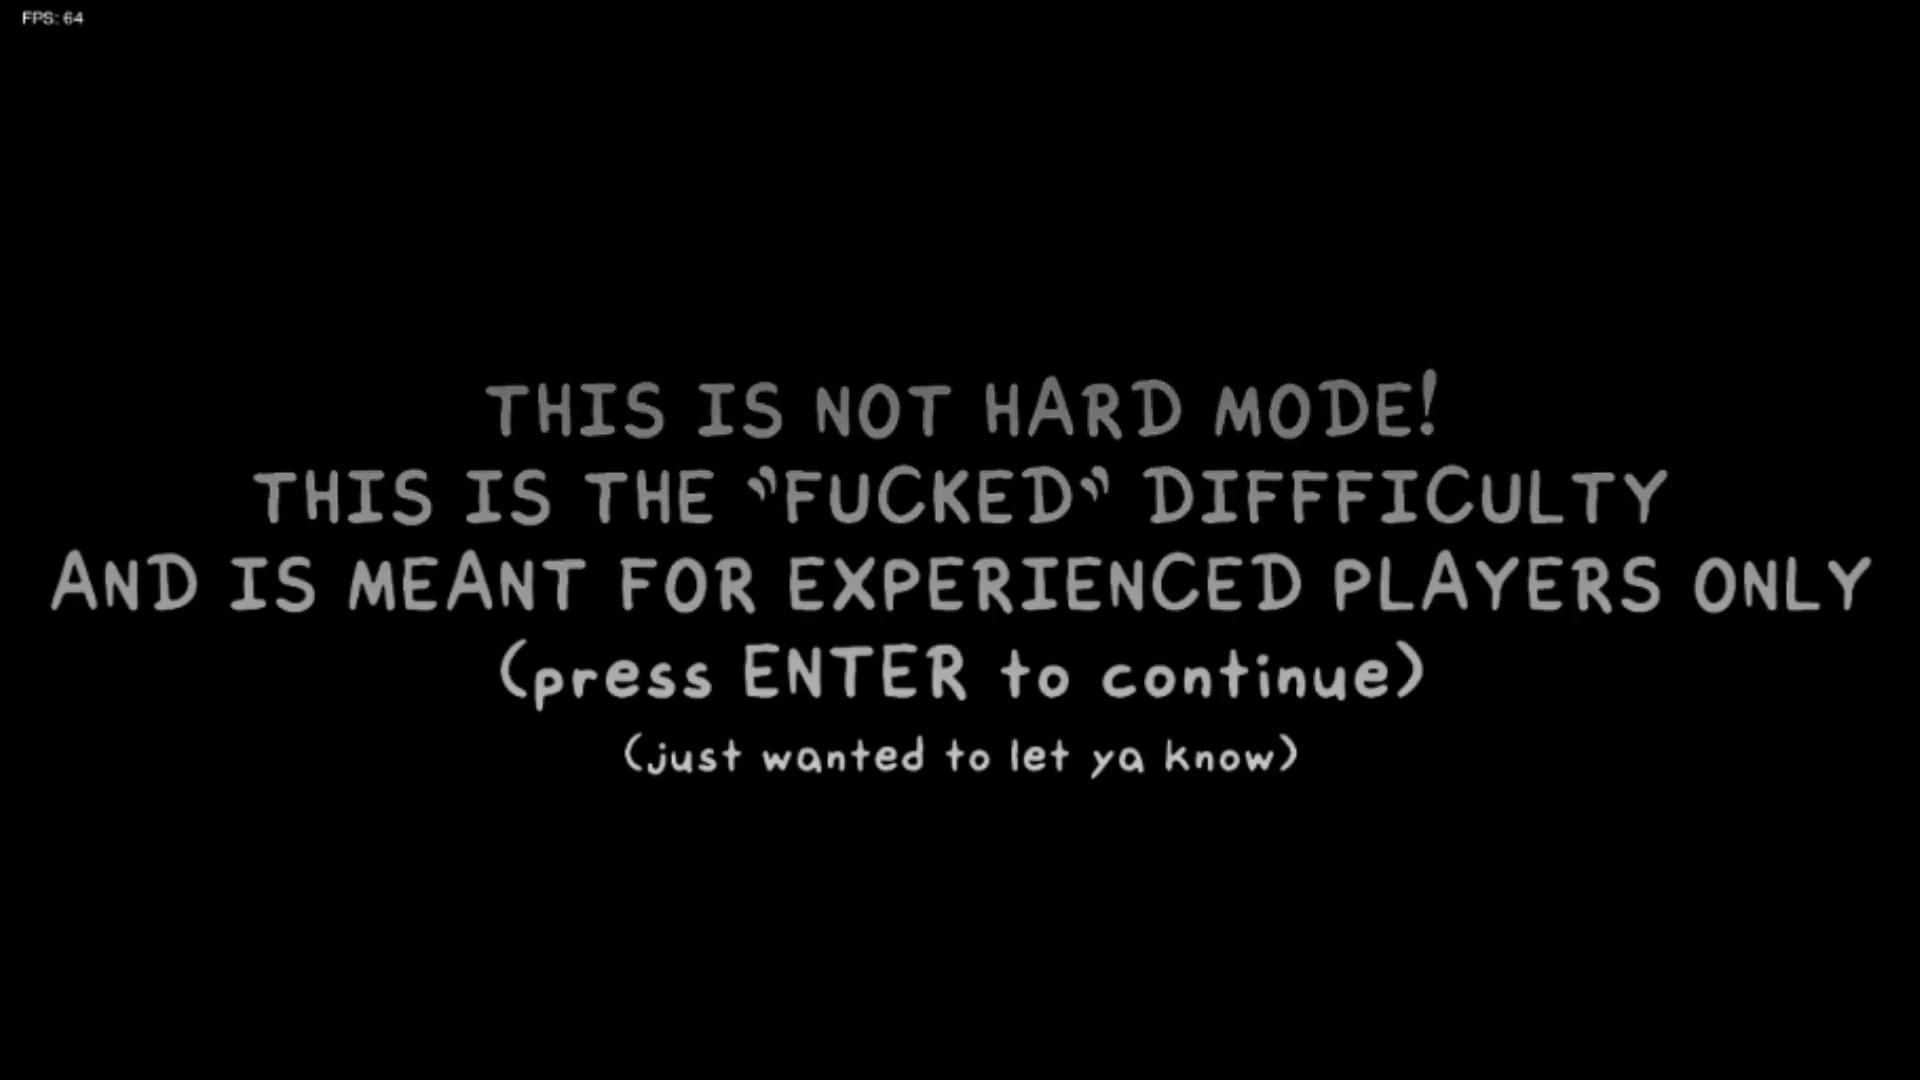 FPS: 64
THIS IS NOT HARD MODE!
THIS IS THE "FUCKED" DIFFFICULTY
AND IS MEANT FOR EXPERIENCED PLAYERS ONLY
(press ENTER to continue)
(just wanted to let ya know)